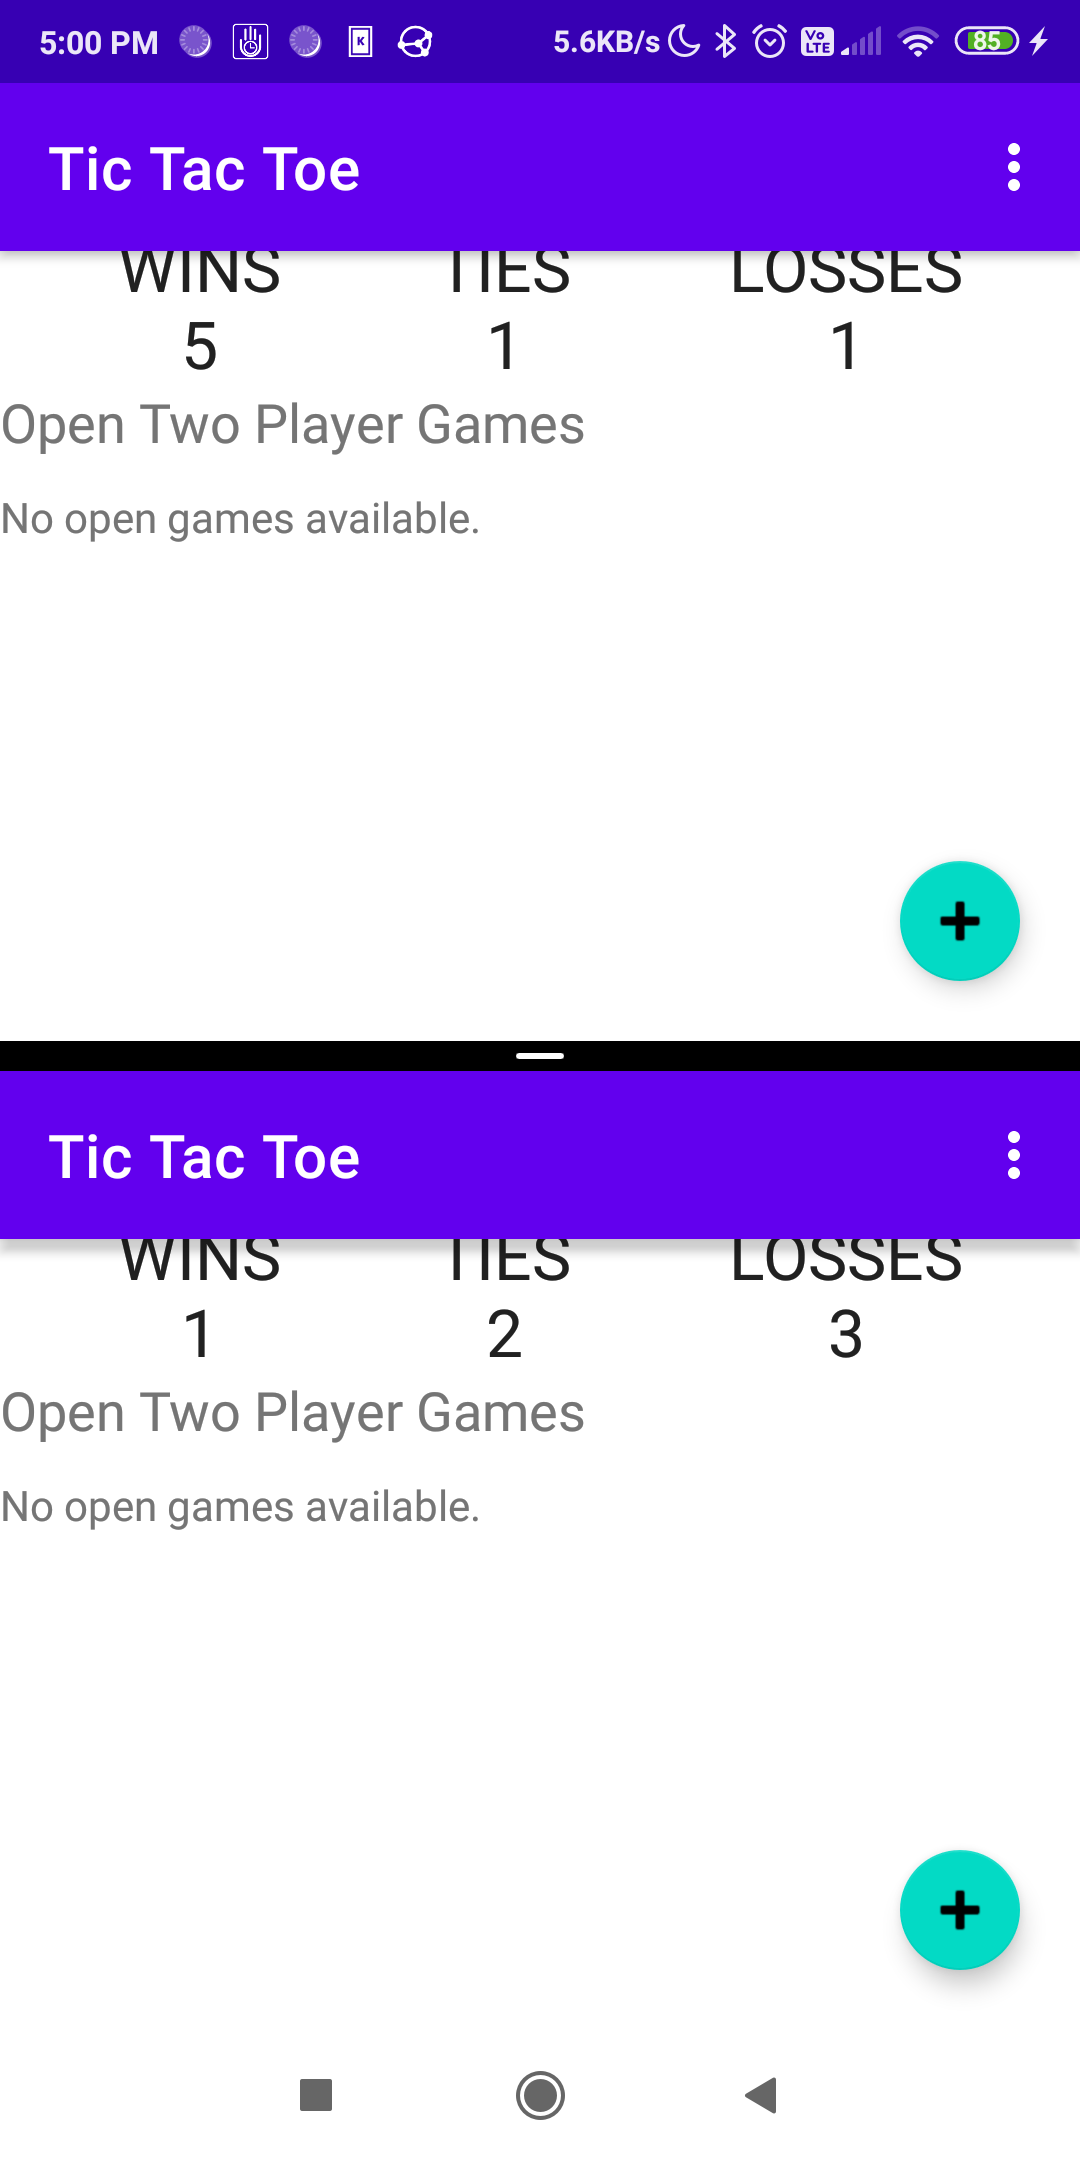 5:00 PM K 5.6KB/s Vo LTE 85
Tic Tac Toe
WINS TIES LOSSES
5 1 1
Open Two Player Games
No open games available.
Tic Tac Toe
WINS TIES LOSSES
1 2 3
Open Two Player Games
No open games available.